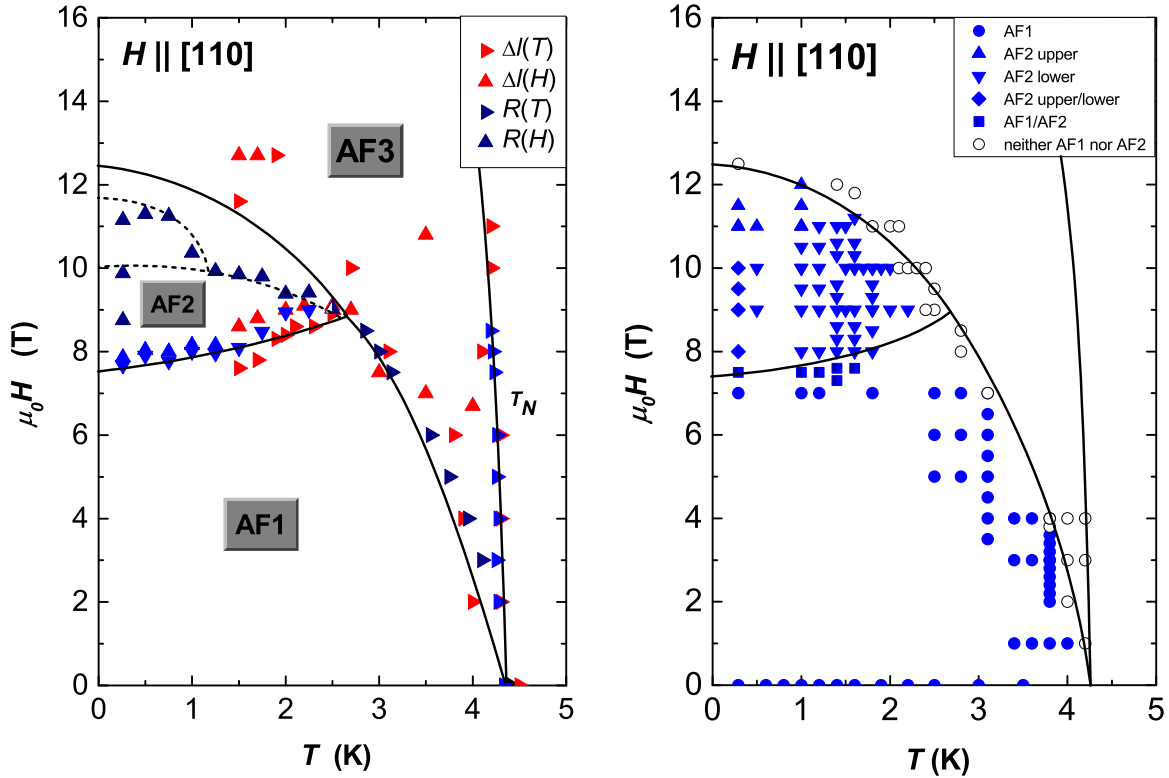 H || [110]
ΔI(T)
ΔI(H)
R(T)
R(H)
AF3
AF2
AF1
T_N
16
14
12
10
8
6
4
2
0
0 1 2 3 4 5
μ₀H (T)
T (K)
H || [110]
AF1
AF2 upper
AF2 lower
AF2 upper/lower
AF1/AF2
neither AF1 nor AF2
16
14
12
10
8
6
4
2
0
0 1 2 3 4 5
μ₀H (T)
T (K)